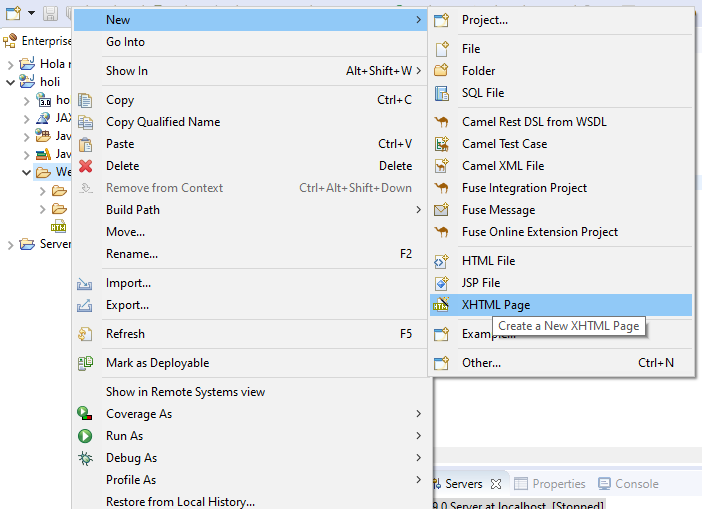 Enterprise
Hola
holi
3.0
ho
JAX
Jav
Jav
We
Server
New
Go Into
Show In Alt+Shift+W
Copy Ctrl+C
Copy Qualified Name
Paste Ctrl+V
Delete Delete
Remove from Context Ctrl+Alt+Shift+Down
Build Path
Move...
Rename... F2
Import...
Export...
Refresh F5
Mark as Deployable
Show in Remote Systems view
Coverage As
Run As
Debug As
Profile As
Restore from Local History...
Project...
File
Folder
SQL File
Camel Rest DSL from WSDL
Camel Test Case
Camel XML File
Fuse Integration Project
Fuse Message
Fuse Online Extension Project
HTML File
JSP File
XHTML Page
Create a New XHTML Page
Example...
Other... Ctrl+N
Servers Properties Console
9.0 Server at localhost [Stopped]